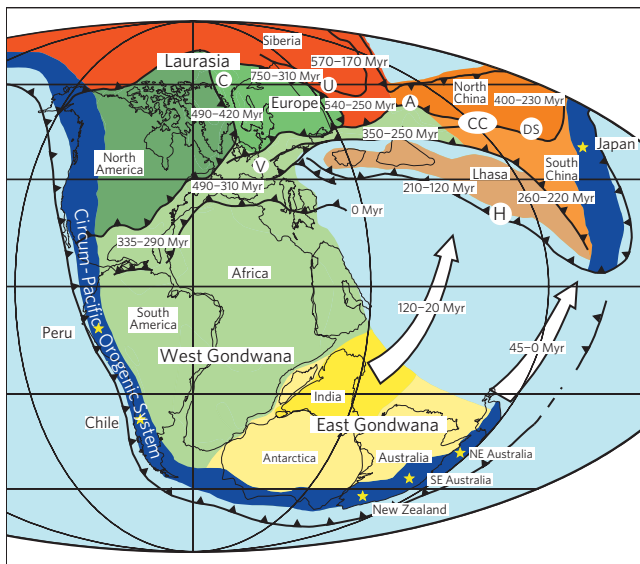 Siberia
Laurasia
570–170 Myr
C
750–310 Myr
U
Europe
540–250 Myr
A
North
China
400–230 Myr
490–420 Myr
CC
DS
350–250 Myr
Japan
North
America
V
490–310 Myr
Lhasa
210–120 Myr
South
China
260–220 Myr
0 Myr
H
335–290 Myr
Circum-Pacific Orogenic System
Africa
South
America
120–20 Myr
Peru
West Gondwana
45–0 Myr
India
Chile
East Gondwana
Antarctica
Australia
NE Australia
SE Australia
New Zealand